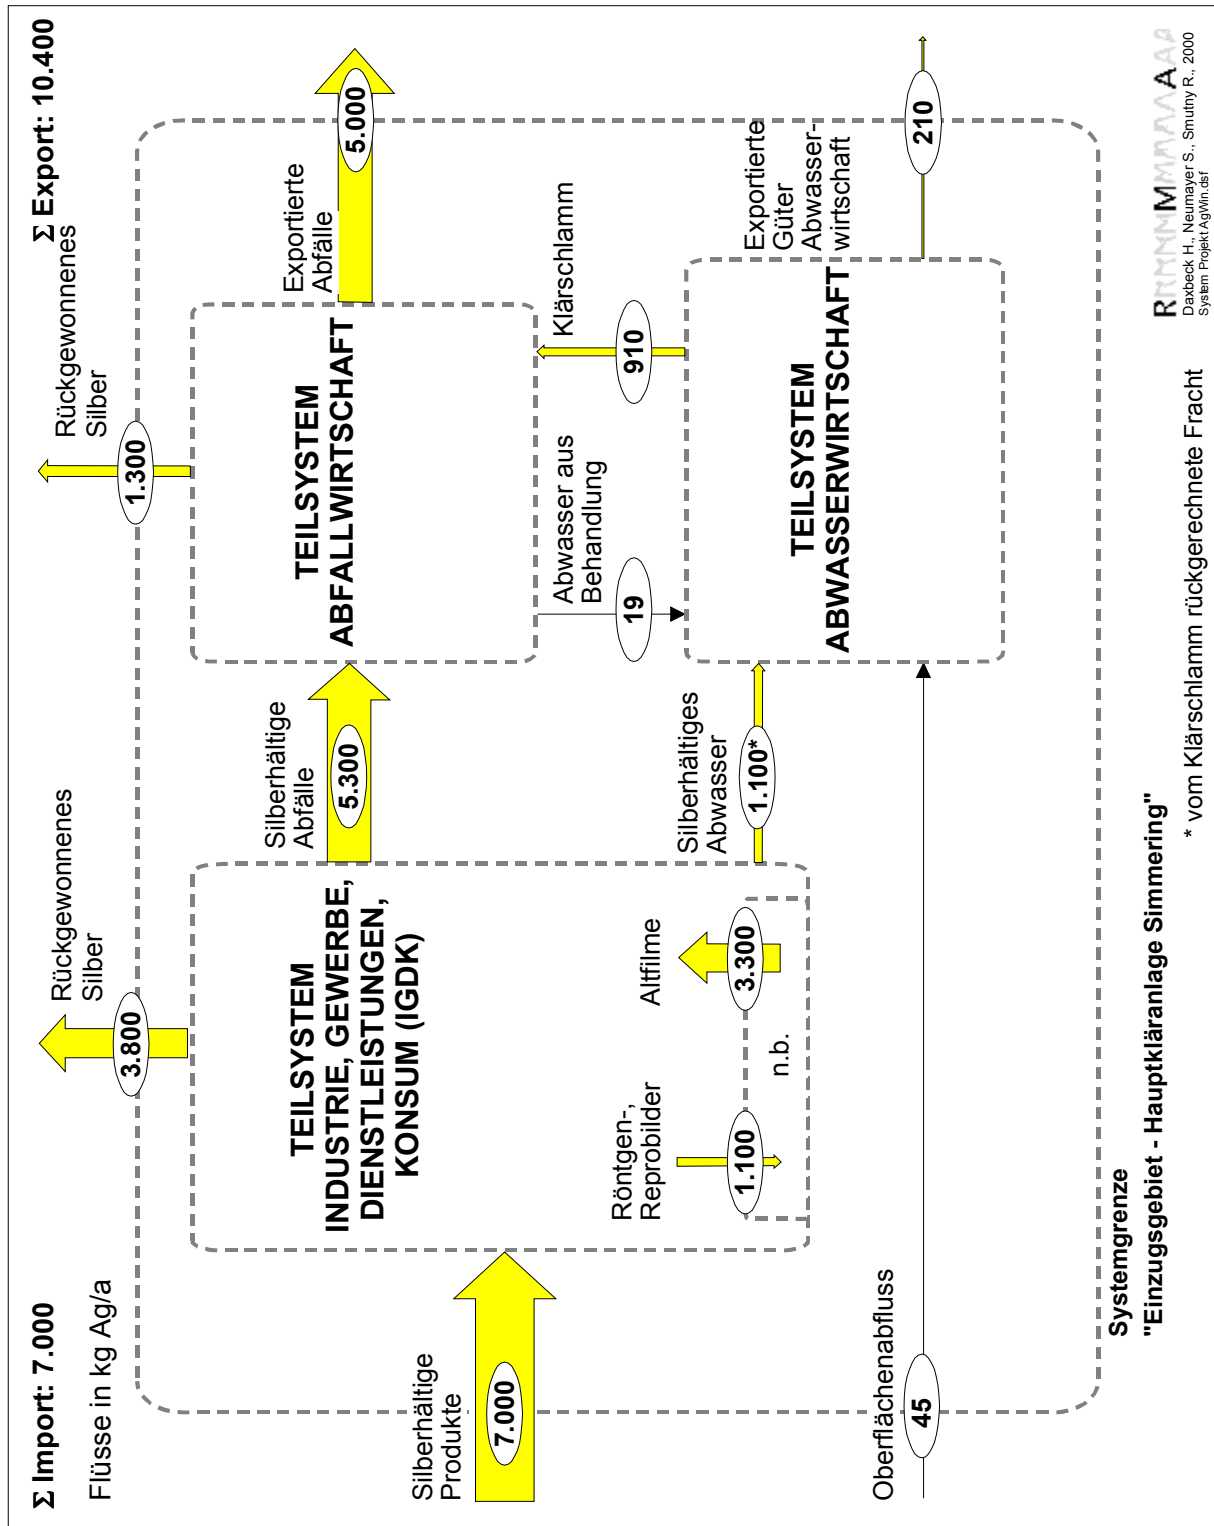 Σ Import: 7.000
Σ Export: 10.400
Flüsse in kg Ag/a
Rückgewonnenes
Silber
3.800
Rückgewonnenes
Silber
1.300
Silberhältige
Produkte
7.000
TEILSYSTEM
INDUSTRIE, GEWERBE,
DIENSTLEISTUNGEN,
KONSUM (IGDK)
Silberhältige
Abfälle
5.300
TEILSYSTEM
ABFALLWIRTSCHAFT
Exportierte
Abfälle
5.000
Röntgen-,
Reprobilder
1.100
Altfilme
3.300
n.b.
Silberhältiges
Abwasser
1.100*
Abwasser aus
Behandlung
19
Klärschlamm
910
TEILSYSTEM
ABWASSERWIRTSCHAFT
Exportierte
Güter
Abwasser-
wirtschaft
210
Oberflächenabfluss
45
Systemgrenze
"Einzugsgebiet - Hauptkläranlage Simmering"
* vom Klärschlamm rückgerechnete Fracht
Daxbeck H., Neumayer S., Smutny R., 2000
System Projekt AgWin.dsf